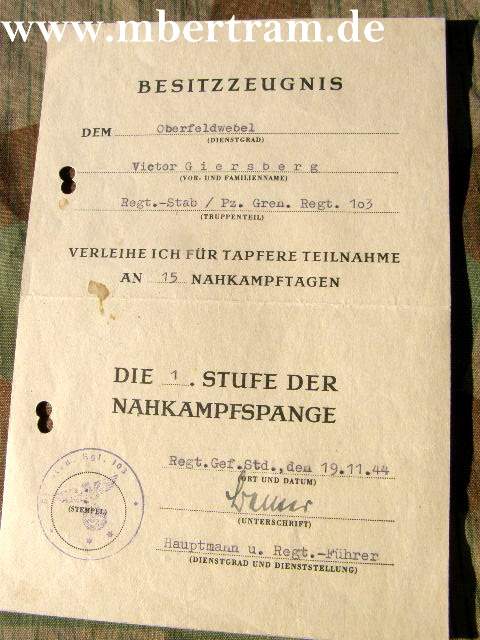 www.mbertram.de
BESITZZEUGNIS
DEM Oberfeldwebel
(DIENSTGRAD)
Victor Giersberg
(VOR- UND FAMILIENNAME)
Regt.-Stab / Pz. Gren. Regt. 103
(TRUPPENTEIL)
VERLEIHE ICH FÜR TAPFERE TEILNAHME
AN 15 NAHKAMPFTAGEN
DIE 1. STUFE DER
NAHKAMPFSPANGE
Regt.Gef.Std., den 19.11.44
(ORT UND DATUM)
(STEMPEL)
(UNTERSCHRIFT)
Hauptmann u. Regt.-Führer
(DIENSTGRAD UND DIENSTSTELLUNG)